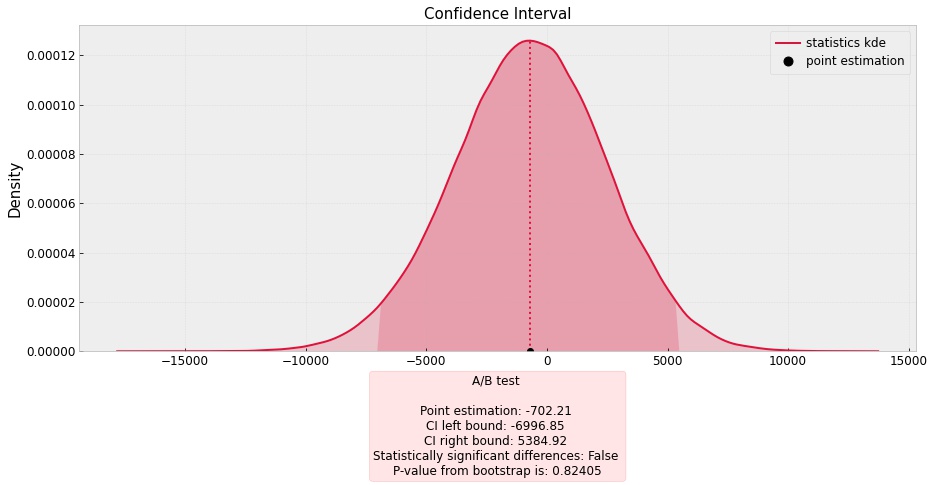 Confidence Interval
statistics kde
point estimation
Density
0.00012
0.00010
0.00008
0.00006
0.00004
0.00002
0.00000
−15000
−10000
−5000
0
5000
10000
15000
A/B test
Point estimation: -702.21
CI left bound: -6996.85
CI right bound: 5384.92
Statistically significant differences: False
P-value from bootstrap is: 0.82405